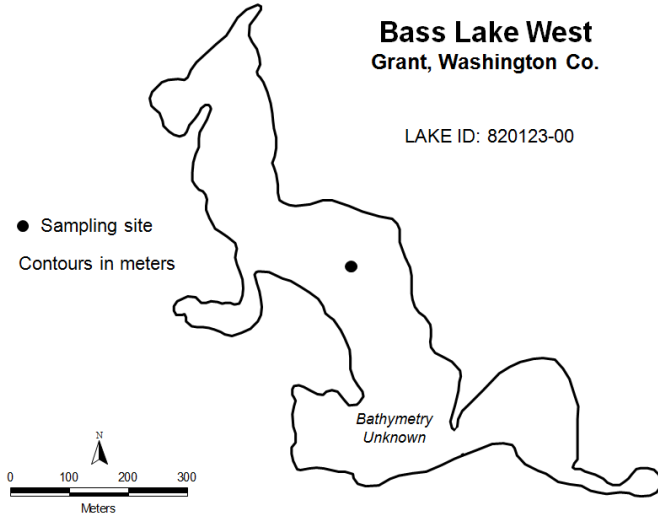 Bass Lake West
Grant, Washington Co.
LAKE ID: 820123-00
Sampling site
Contours in meters
Bathymetry
Unknown
N
0 100 200 300
Meters